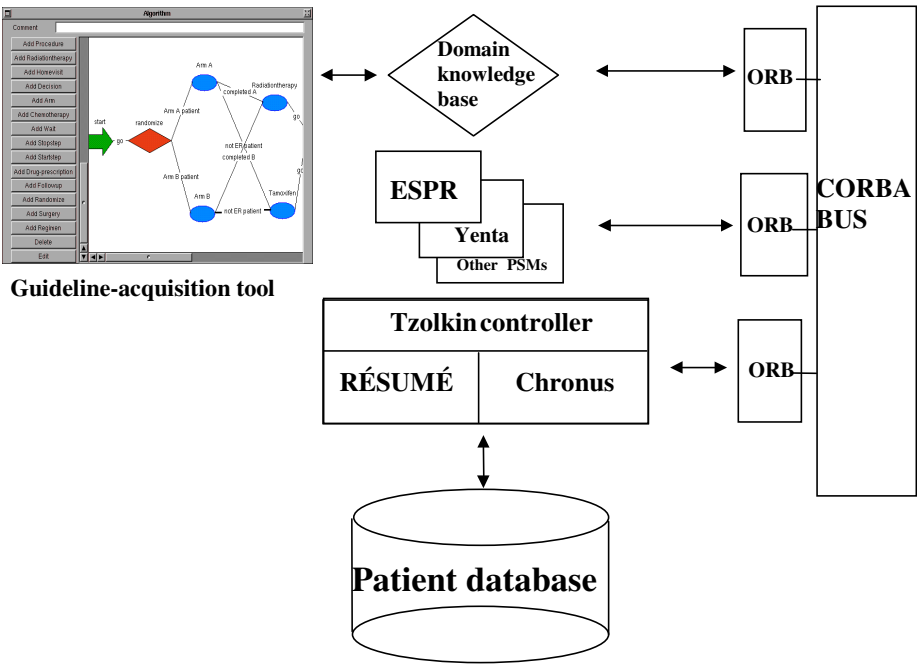 Algorithm
Comment
Add Procedure
Add Radiationtherapy
Add Homevisit
Add Decision
Add Arm
Add Chemotherapy
Add Wait
Add Stopstep
Add Startstep
Add Drug-prescription
Add Followup
Add Randomize
Add Surgery
Add Regimen
Delete
Edit
start
go
randomize
Arm A
Arm A patient
completed A
Radiationtherapy
go
not ER patient
completed B
Arm B patient
Arm B
not ER patient
Tamoxifen
go
Guideline-acquisition tool
Domain
knowledge
base
ORB
ESPR
Yenta
Other PSMs
ORB
CORBA
BUS
Tzolkin controller
RÉSUMÉ
Chronus
ORB
Patient database